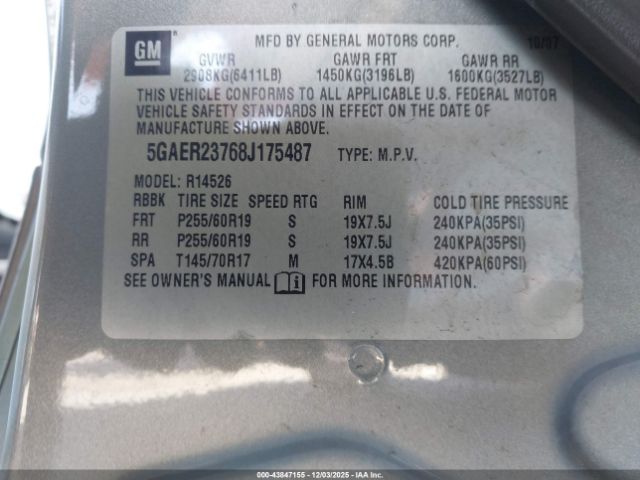 GM
MFD BY GENERAL MOTORS CORP. 10/07
GVWR GAWR FRT GAWR RR
2908KG(6411LB) 1450KG(3196LB) 1600KG(3527LB)
THIS VEHICLE CONFORMS TO ALL APPLICABLE U.S. FEDERAL MOTOR
VEHICLE SAFETY STANDARDS IN EFFECT ON THE DATE OF
MANUFACTURE SHOWN ABOVE.
5GAER23768J175487 TYPE: M.P.V.
MODEL: R14526
RBBK TIRE SIZE SPEED RTG RIM COLD TIRE PRESSURE
FRT P255/60R19 S 19X7.5J 240KPA(35PSI)
RR P255/60R19 S 19X7.5J 240KPA(35PSI)
SPA T145/70R17 M 17X4.5B 420KPA(60PSI)
SEE OWNER'S MANUAL i FOR MORE INFORMATION.
000-43847155 - 12/03/2025 - IAAI.COM